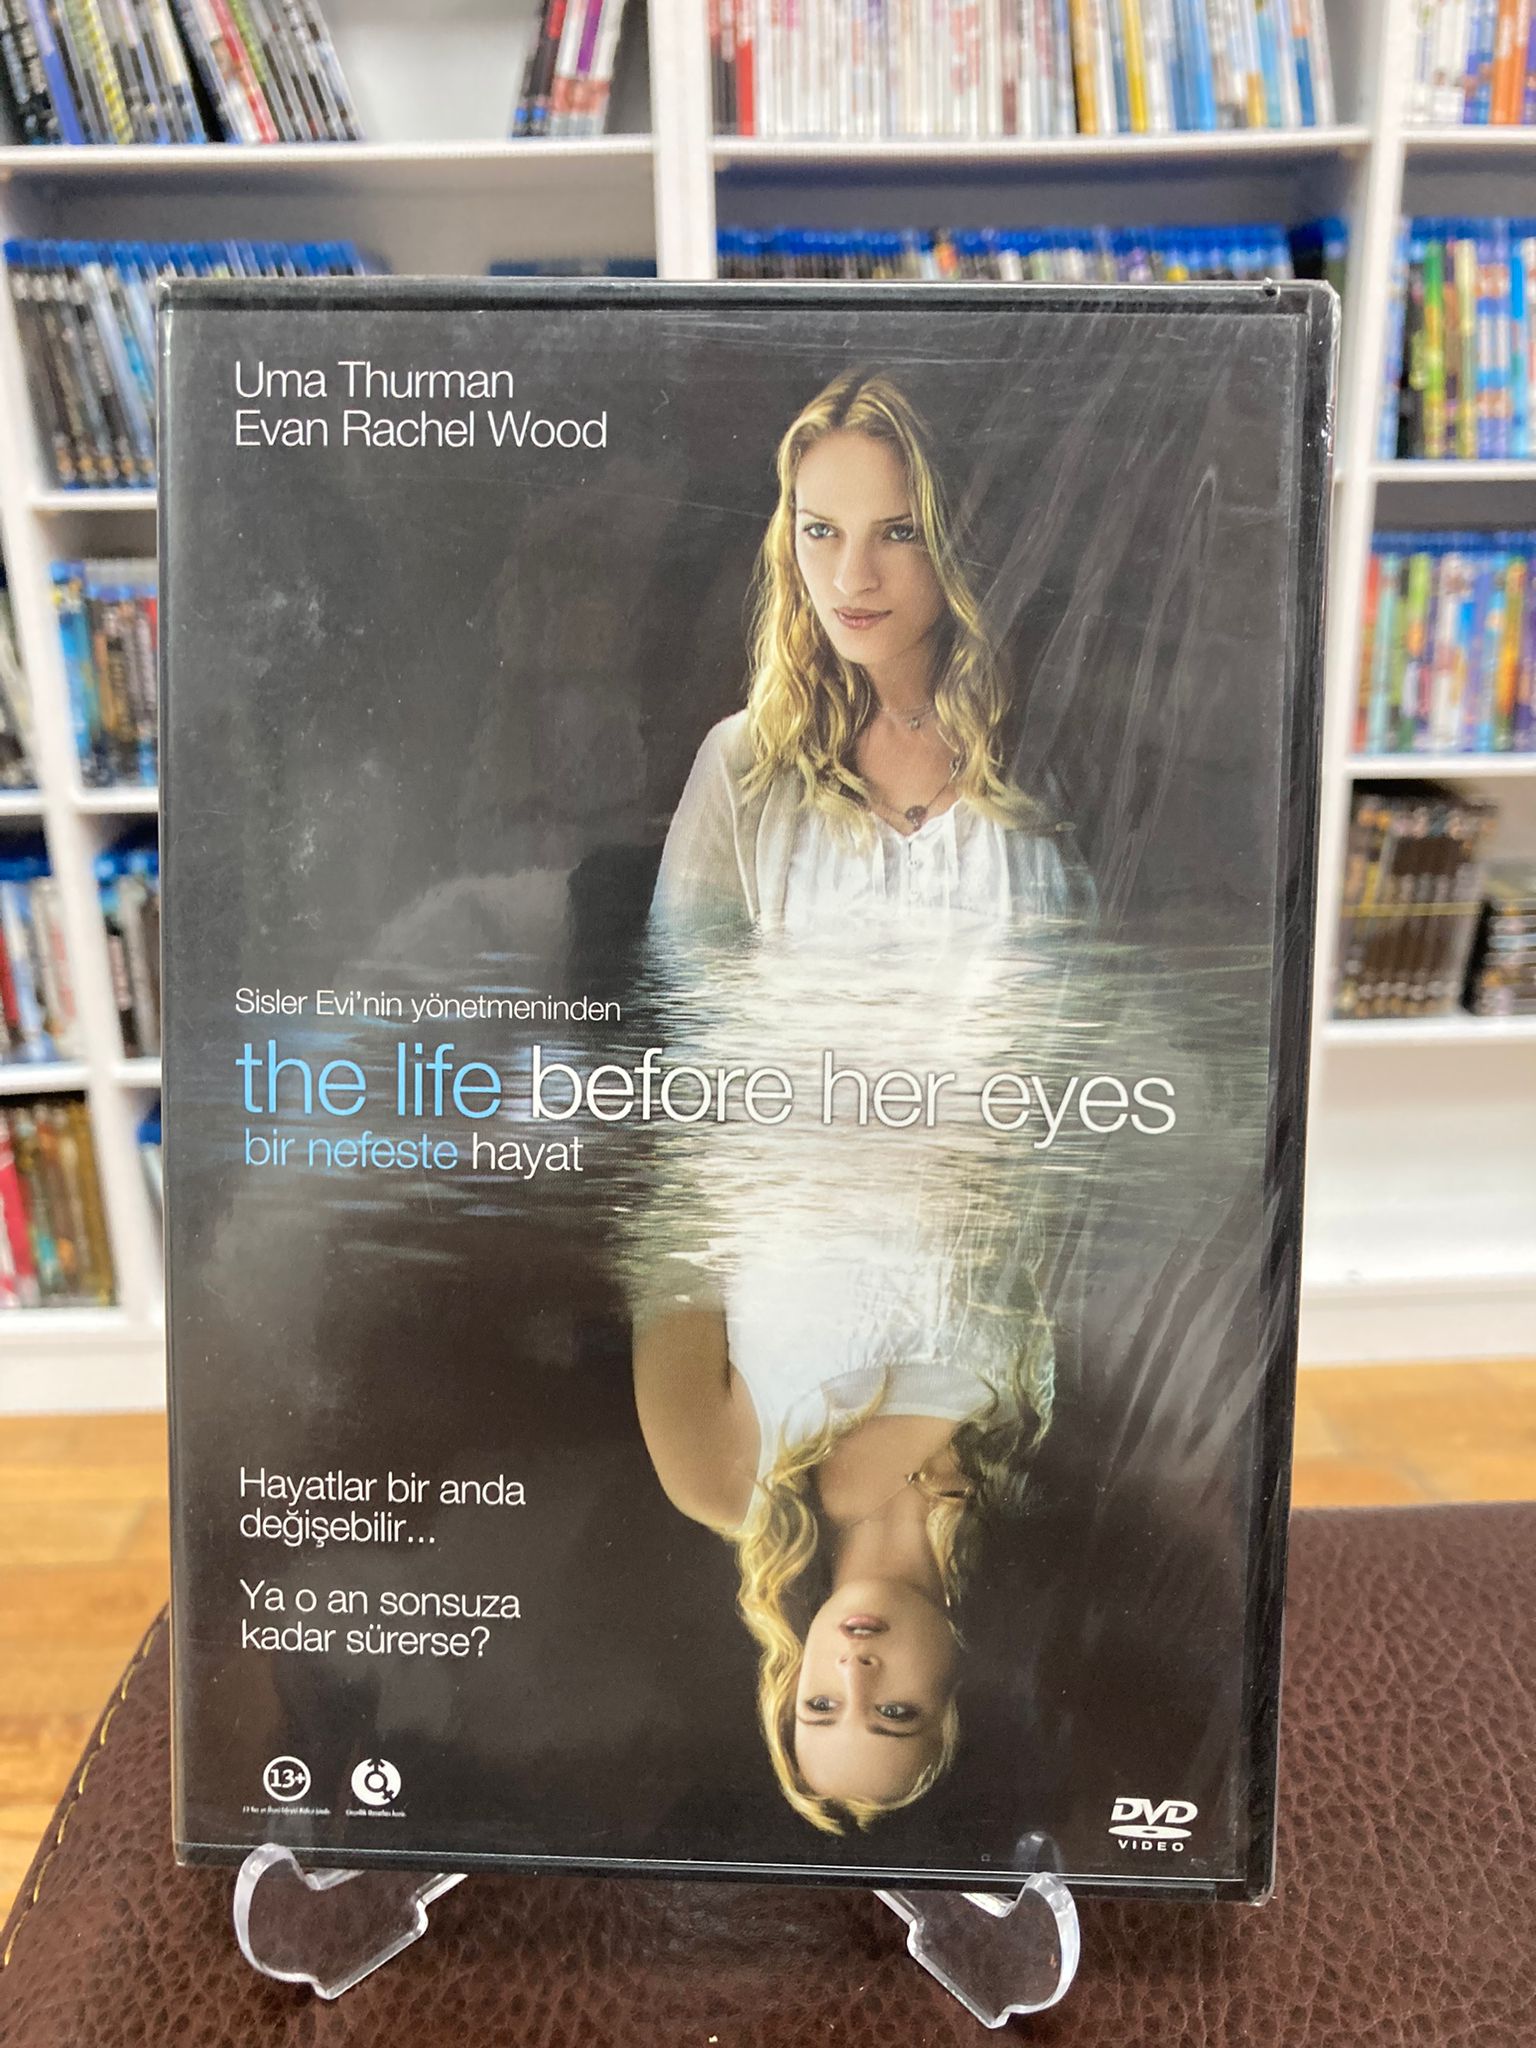 Uma Thurman
Evan Rachel Wood
Sisler Evi'nin yönetmeninden
the life before her eyes
bir nefeste hayat
Hayatlar bir anda
değişebilir...
Ya o an sonsuza
kadar sürerse?
13+
DVD
VIDEO